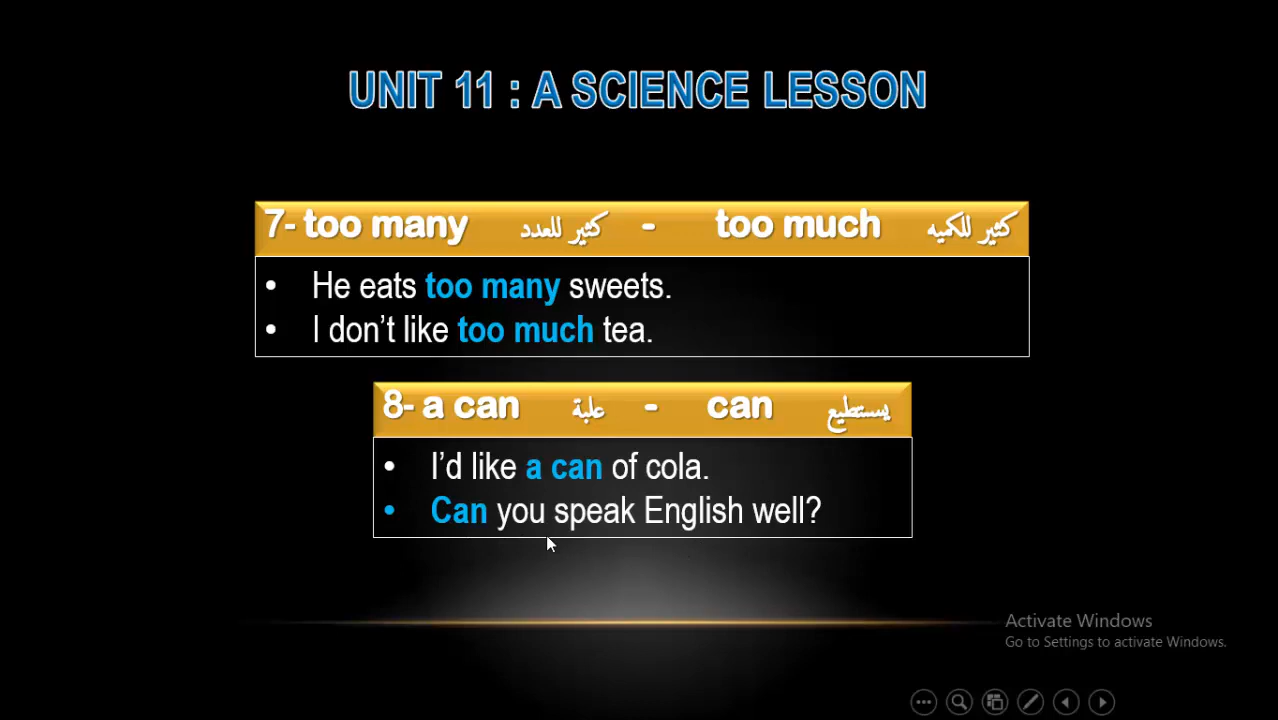 UNIT 11 : A SCIENCE LESSON
7- too many كثير للعدد - too much كثير للكميه
• He eats too many sweets.
• I don’t like too much tea.
8- a can علبة - can يستطيع
• I’d like a can of cola.
• Can you speak English well?
Activate Windows
Go to Settings to activate Windows.